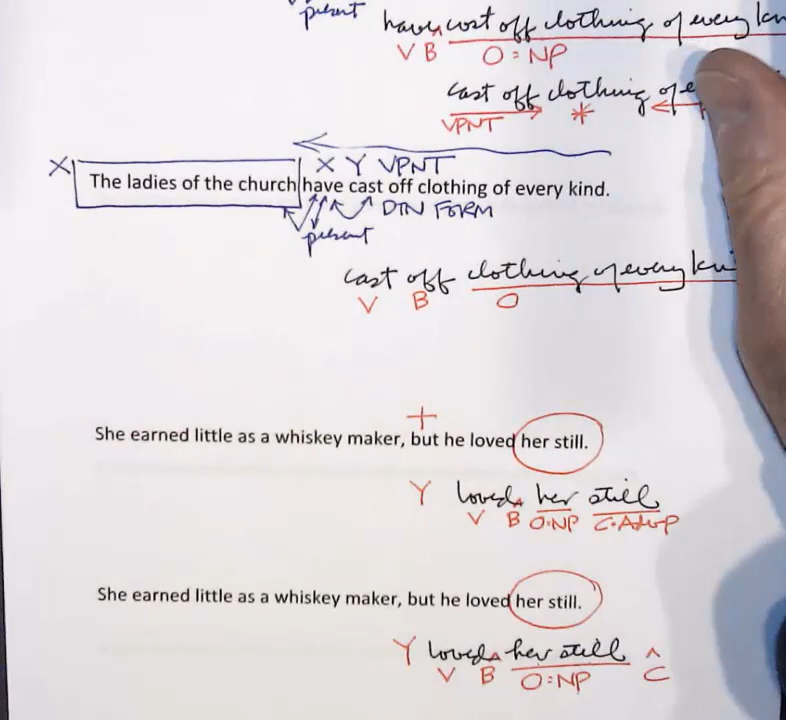 present have cost off clothing of every kn
V B O = NP
cast off clothing of e
VPNT *
X X Y VPNT
The ladies of the church have cast off clothing of every kind.
DTN FORM
present
cast off clothing of every kn
V B O
+
She earned little as a whiskey maker, but he loved her still.
Y loved her still
V B O:NP C:AdvP
She earned little as a whiskey maker, but he loved her still.
Y loved her still ^
V B O:NP C